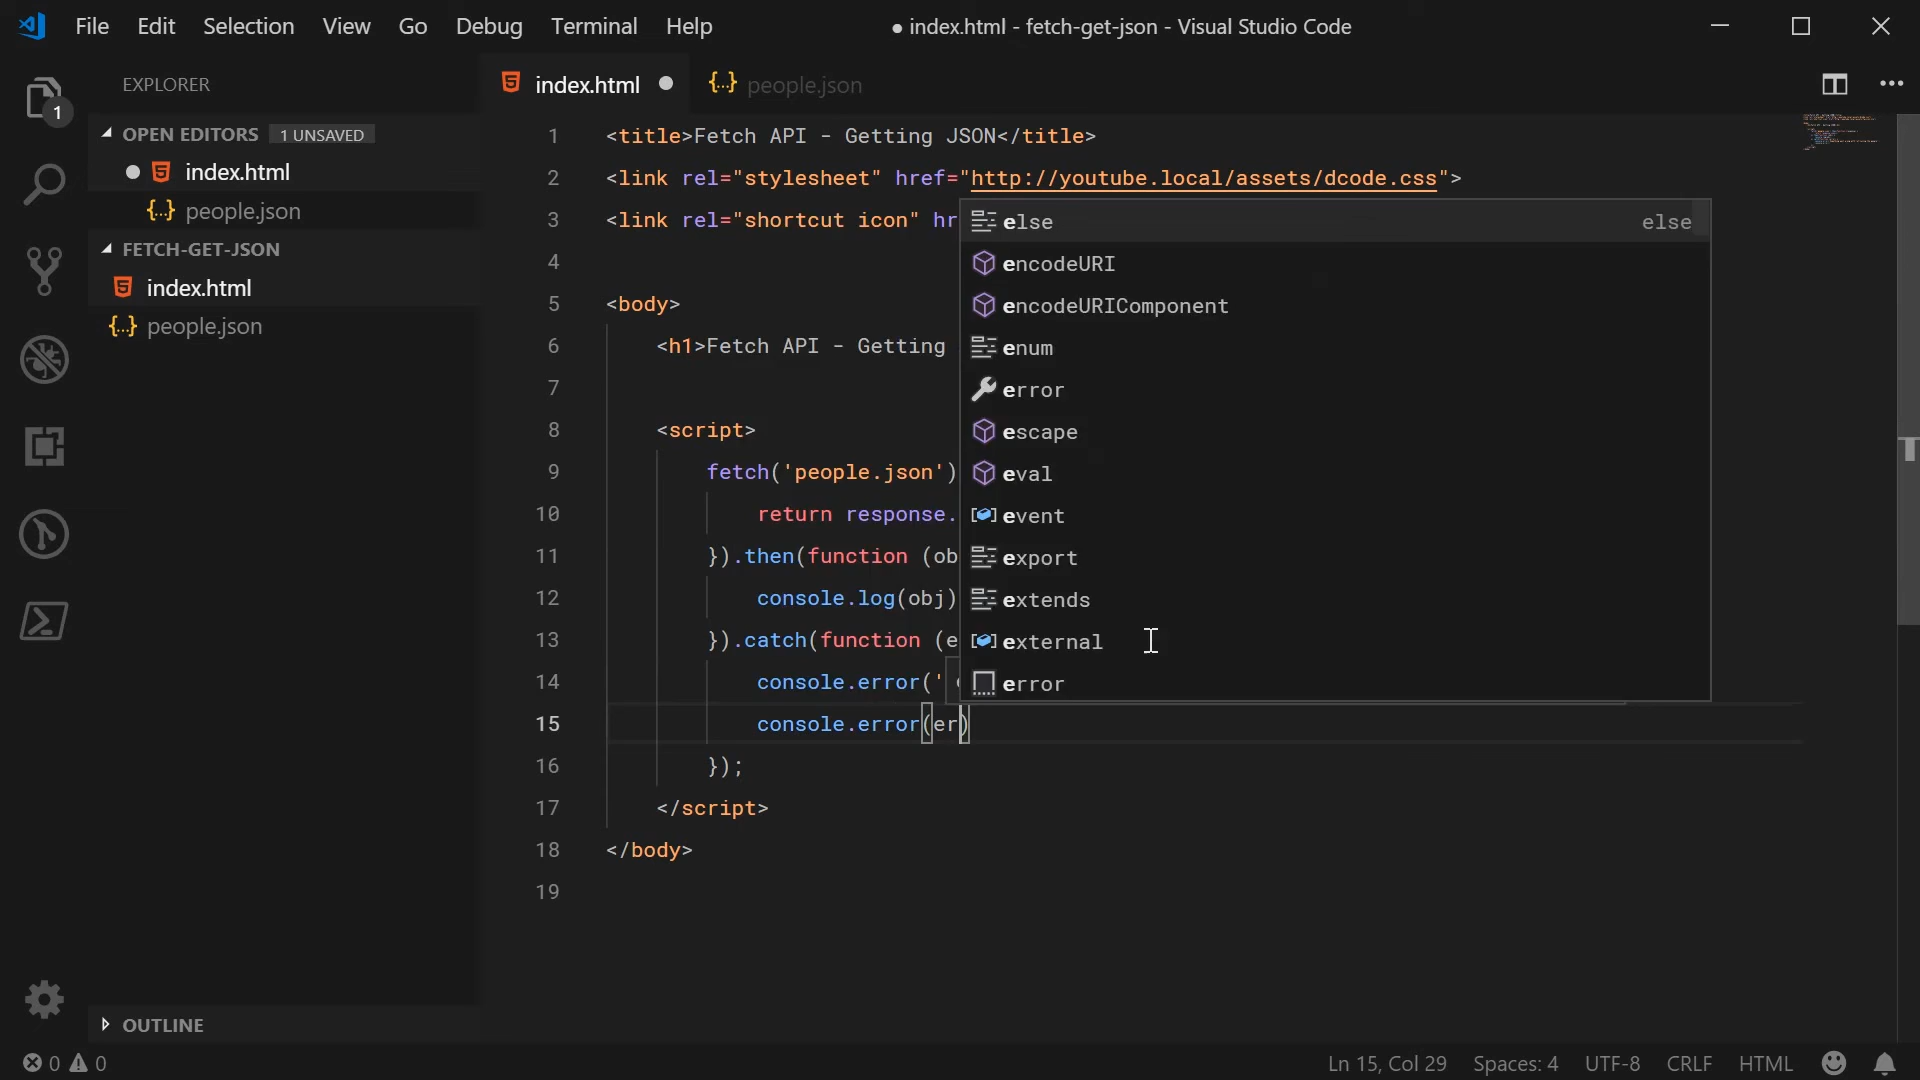 File Edit Selection View Go Debug Terminal Help
● index.html - fetch-get-json - Visual Studio Code
1
EXPLORER
OPEN EDITORS 1 UNSAVED
index.html
people.json
FETCH-GET-JSON
index.html
people.json
OUTLINE
index.html
people.json
1 <title>Fetch API - Getting JSON</title>
2 <link rel="stylesheet" href="http://youtube.local/assets/dcode.css">
3 <link rel="shortcut icon" hr
4
5 <body>
6 <h1>Fetch API - Getting
7
8 <script>
9 fetch('people.json')
10 return response.
11 }).then(function (ob
12 console.log(obj)
13 }).catch(function (e
14 console.error('
15 console.error(er)
16 });
17 </script>
18 </body>
19
else else
encodeURI
encodeURIComponent
enum
error
escape
eval
event
export
extends
external
error
0 0
Ln 15, Col 29 Spaces: 4 UTF-8 CRLF HTML